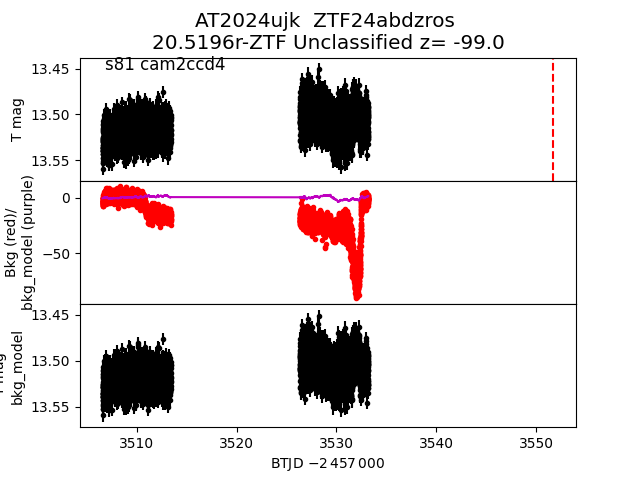 AT2024ujk  ZTF24abdzros
20.5196r-ZTF Unclassified z= -99.0
s81 cam2ccd4
T mag
13.45
13.50
13.55
Bkg (red)/
bkg_model (purple)
0
−50
bkg_model
13.45
13.50
13.55
3510 3520 3530 3540 3550
BTJD −2 457 000